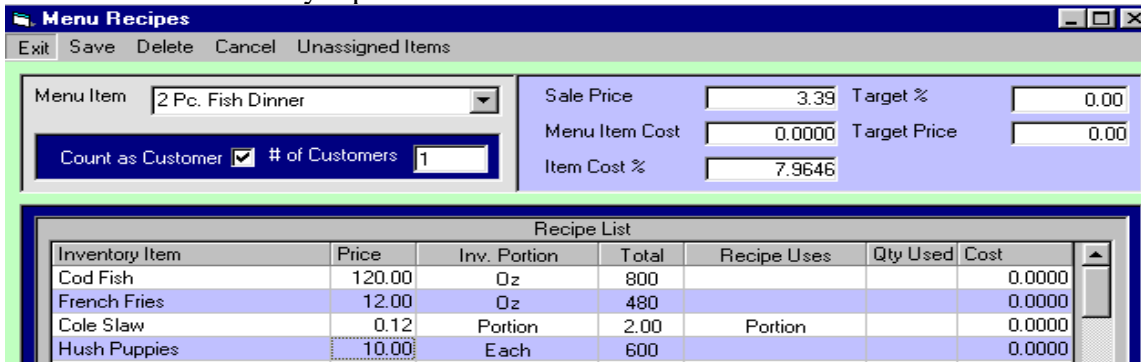 Menu Recipes
Exit Save Delete Cancel Unassigned Items
Menu Item 2 Pc. Fish Dinner
Count as Customer # of Customers 1
Sale Price 3.39 Target % 0.00
Menu Item Cost 0.0000 Target Price 0.00
Item Cost % 7.9646
Recipe List
Inventory Item Price Inv. Portion Total Recipe Uses Qty Used Cost
Cod Fish 120.00 Oz 800 0.0000
French Fries 12.00 Oz 480 0.0000
Cole Slaw 0.12 Portion 2.00 Portion 0.0000
Hush Puppies 10.00 Each 600 0.0000